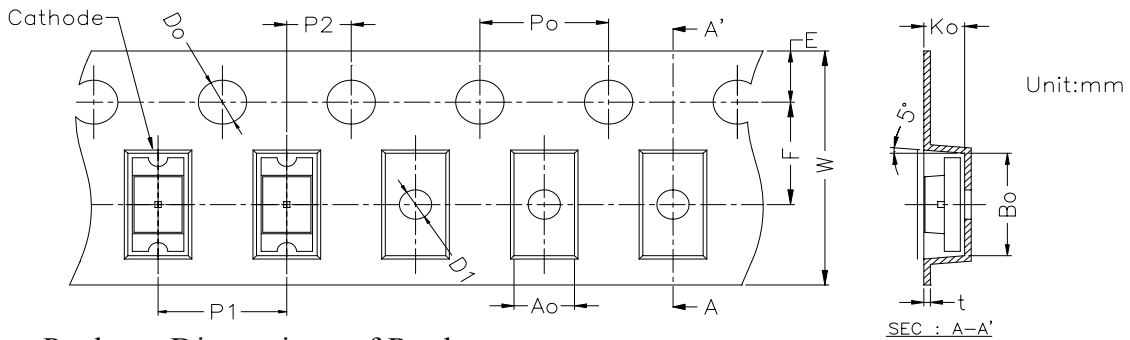 Cathode
Do
P2
Po
A'
E
Ko
Unit:mm
5°
F
W
Bo
D1
P1
Ao
A
t
SEC : A-A'